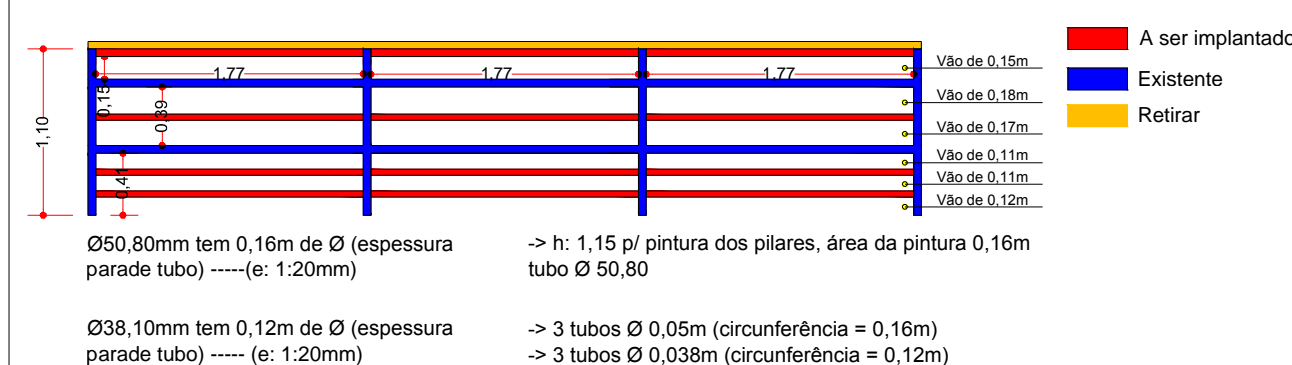 A ser implantado
Existente
Retirar
1,77
1,77
1,77
0,15
0,39
1,10
0,41
Vão de 0,15m
Vão de 0,18m
Vão de 0,17m
Vão de 0,11m
Vão de 0,11m
Vão de 0,12m
Ø50,80mm tem 0,16m de Ø (espessura
parade tubo) -----(e: 1:20mm)
-> h: 1,15 p/ pintura dos pilares, área da pintura 0,16m
tubo Ø 50,80
Ø38,10mm tem 0,12m de Ø (espessura
parade tubo) ----- (e: 1:20mm)
-> 3 tubos Ø 0,05m (circunferência = 0,16m)
-> 3 tubos Ø 0,038m (circunferência = 0,12m)